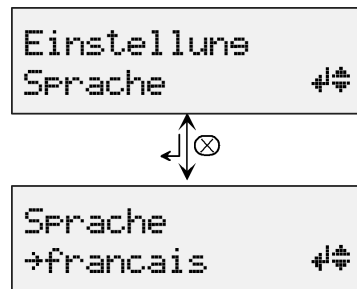 Einstellung
Sprache ↲♦
↲ ⊗
Sprache
→francais ↲♦